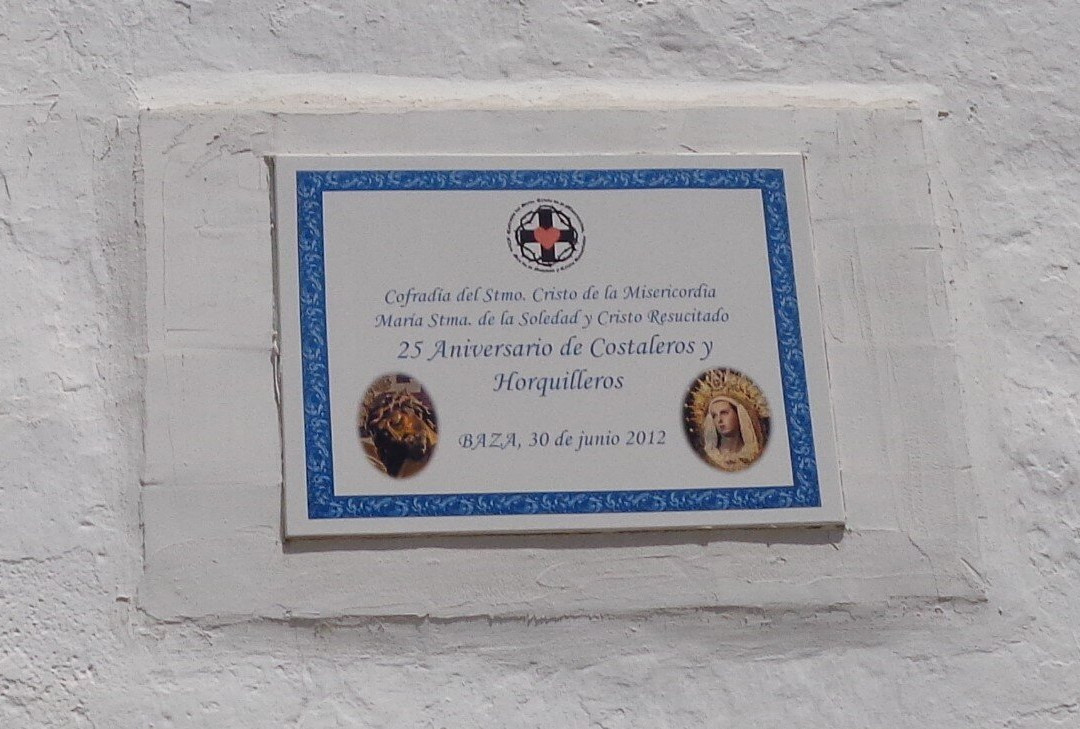 Cofradía del Stmo. Cristo de la Misericordia
María Stma. de la Soledad y Cristo Resucitado
25 Aniversario de Costaleros y
Horquilleros
BAZA, 30 de junio 2012